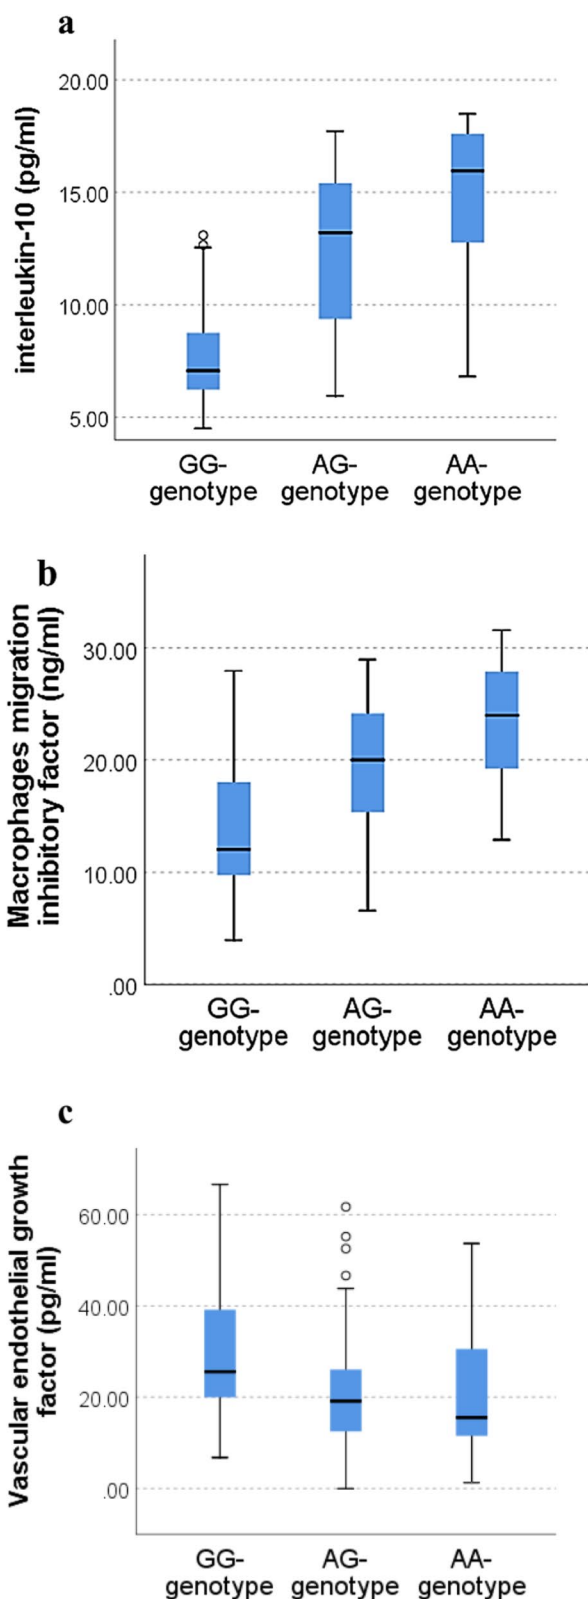 a
interleukin-10 (pg/ml)
20.00
15.00
10.00
5.00
GG-
genotype
AG-
genotype
AA-
genotype
b
Macrophages migration
inhibitory factor (ng/ml)
30.00
20.00
10.00
.00
GG-
genotype
AG-
genotype
AA-
genotype
c
Vascular endothelial growth
factor (pg/ml)
60.00
40.00
20.00
.00
GG-
genotype
AG-
genotype
AA-
genotype